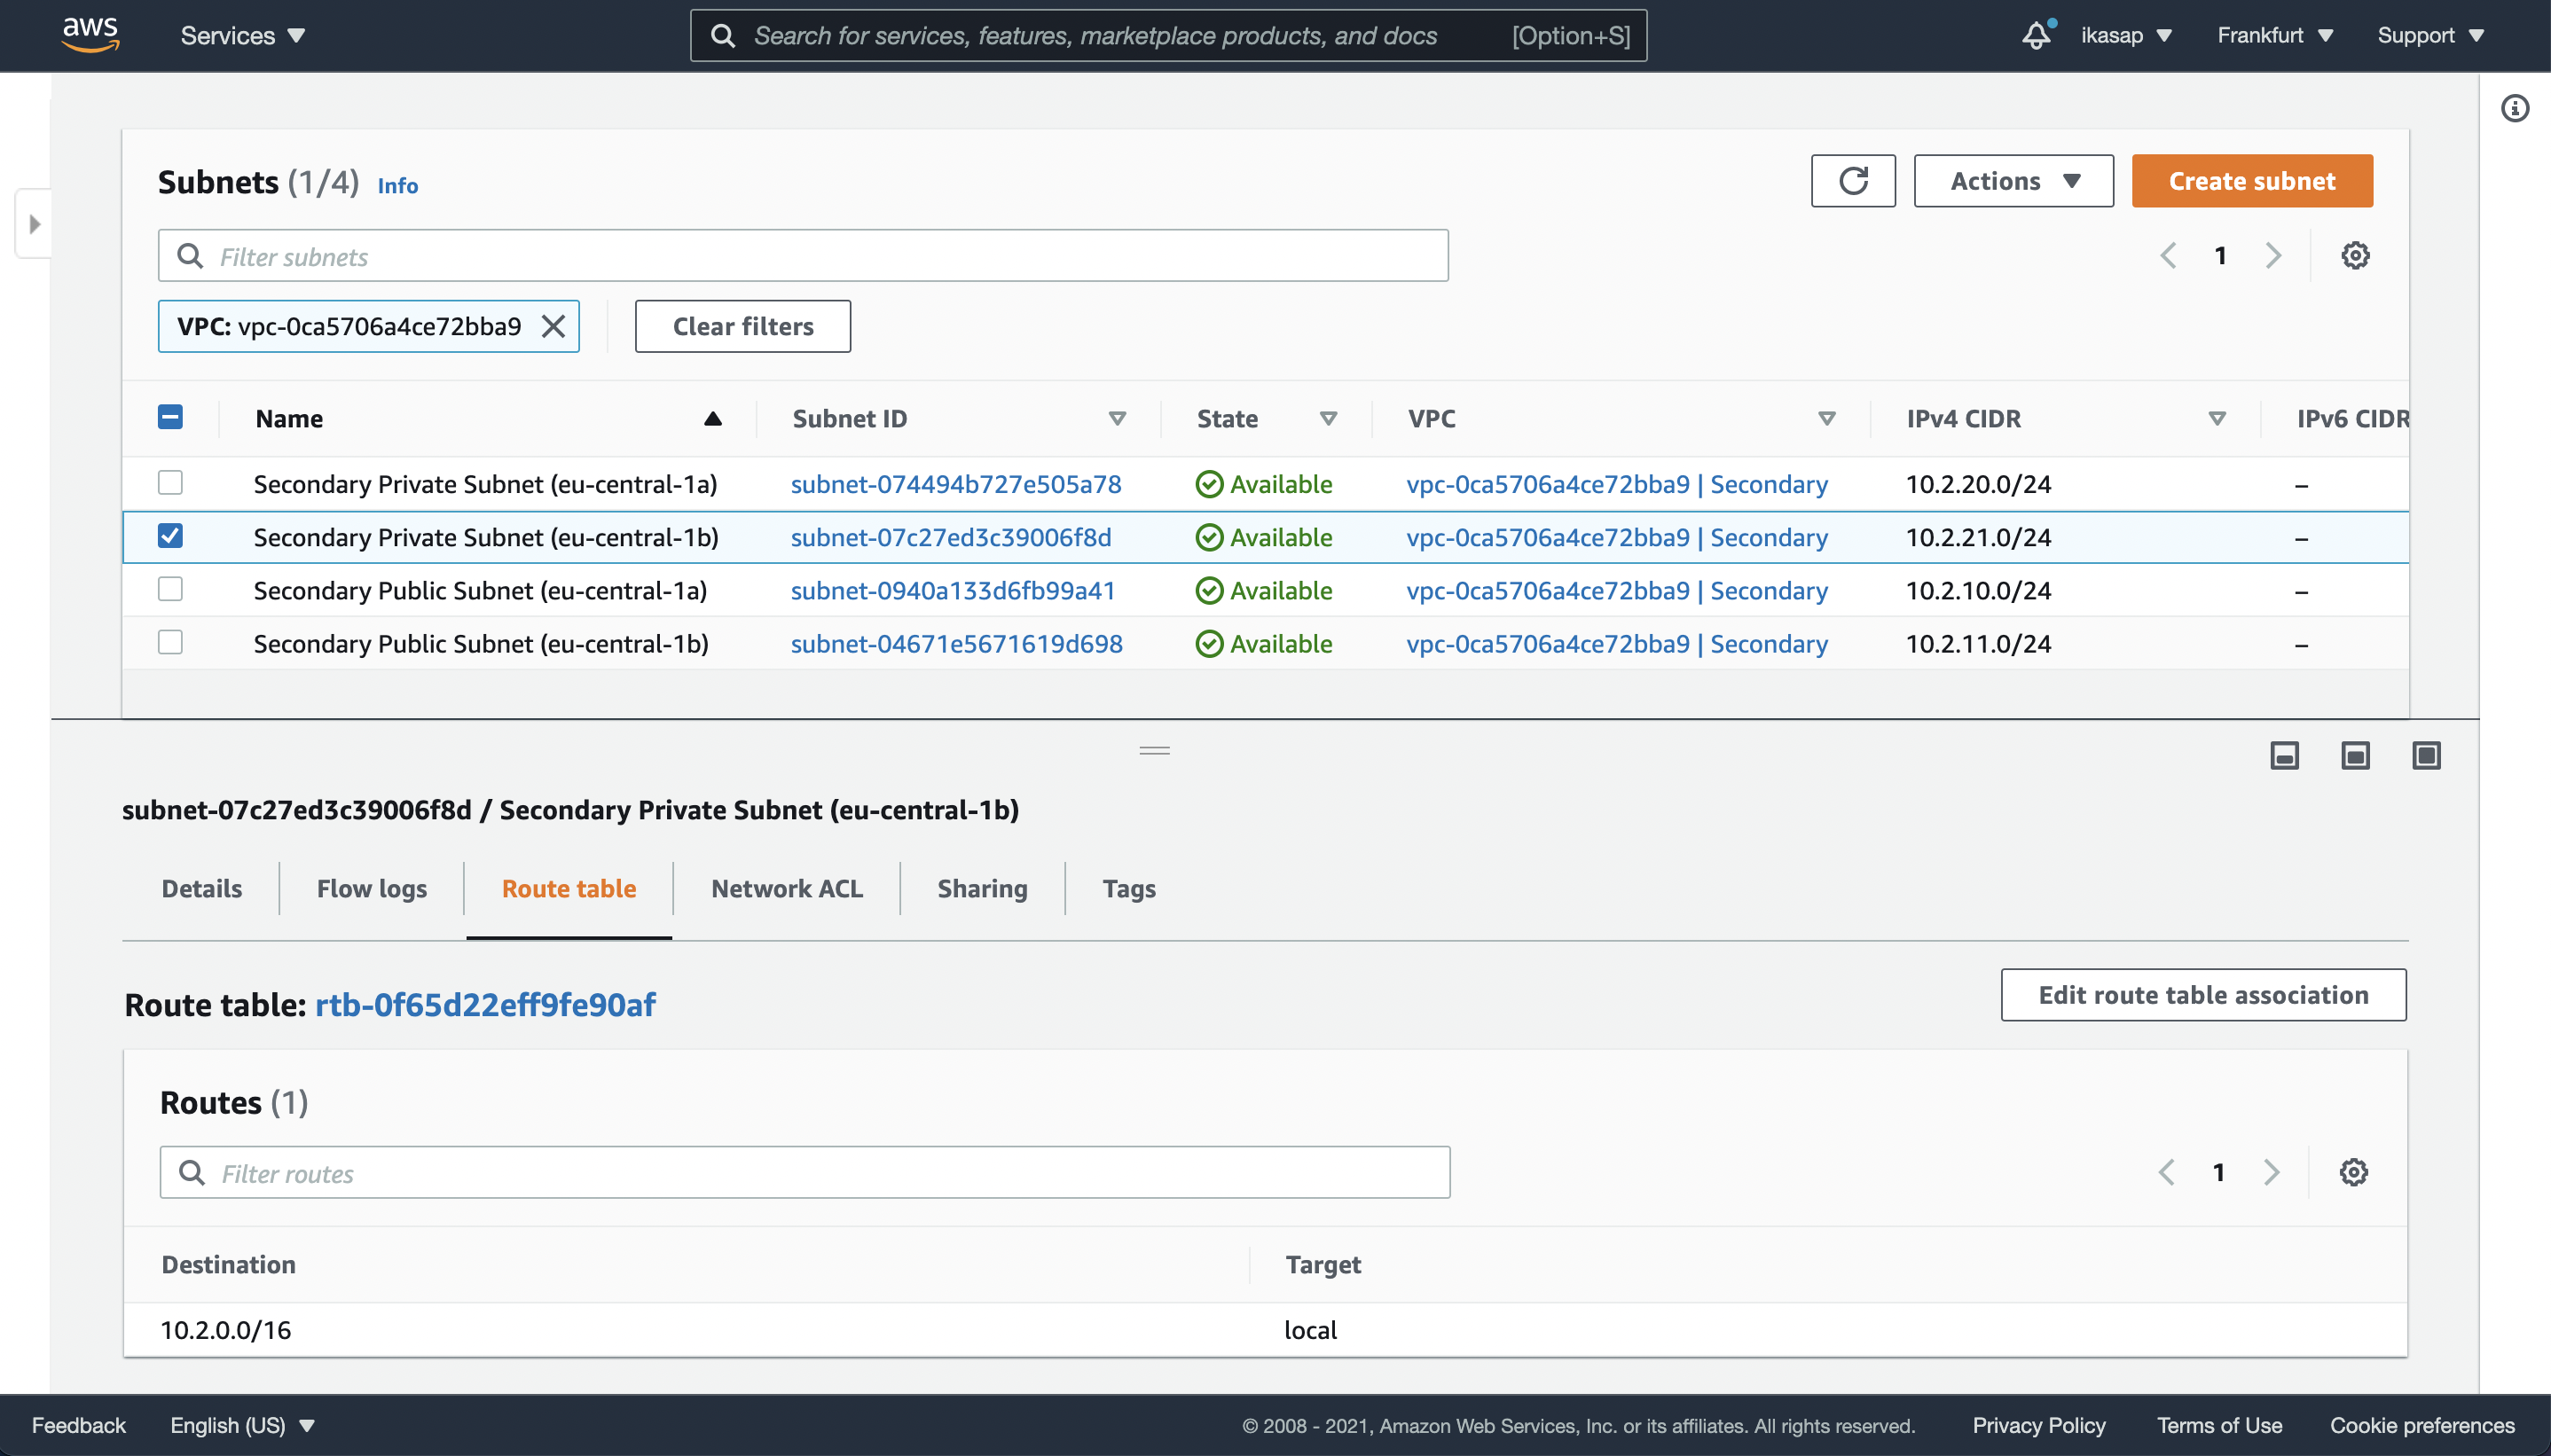 aws Services Search for services, features, marketplace products, and docs [Option+S] ikasap Frankfurt Support
Subnets (1/4) Info Actions Create subnet
Filter subnets 1
VPC: vpc-0ca5706a4ce72bba9 Clear filters
Name Subnet ID State VPC IPv4 CIDR IPv6 CIDR
Secondary Private Subnet (eu-central-1a) subnet-074494b727e505a78 Available vpc-0ca5706a4ce72bba9 | Secondary 10.2.20.0/24 –
Secondary Private Subnet (eu-central-1b) subnet-07c27ed3c39006f8d Available vpc-0ca5706a4ce72bba9 | Secondary 10.2.21.0/24 –
Secondary Public Subnet (eu-central-1a) subnet-0940a133d6fb99a41 Available vpc-0ca5706a4ce72bba9 | Secondary 10.2.10.0/24 –
Secondary Public Subnet (eu-central-1b) subnet-04671e5671619d698 Available vpc-0ca5706a4ce72bba9 | Secondary 10.2.11.0/24 –
subnet-07c27ed3c39006f8d / Secondary Private Subnet (eu-central-1b)
Details Flow logs Route table Network ACL Sharing Tags
Route table: rtb-0f65d22eff9fe90af Edit route table association
Routes (1)
Filter routes 1
Destination Target
10.2.0.0/16 local
Feedback English (US) © 2008 - 2021, Amazon Web Services, Inc. or its affiliates. All rights reserved. Privacy Policy Terms of Use Cookie preferences